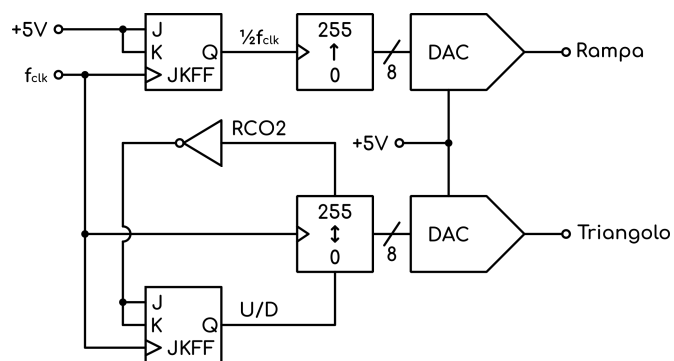 +5V
J
K
Q
JKFF
fclk
½fclk
255
↑
0
8
DAC
Rampa
RCO2
+5V
255
↕
0
8
DAC
Triangolo
J
K
Q
JKFF
U/D